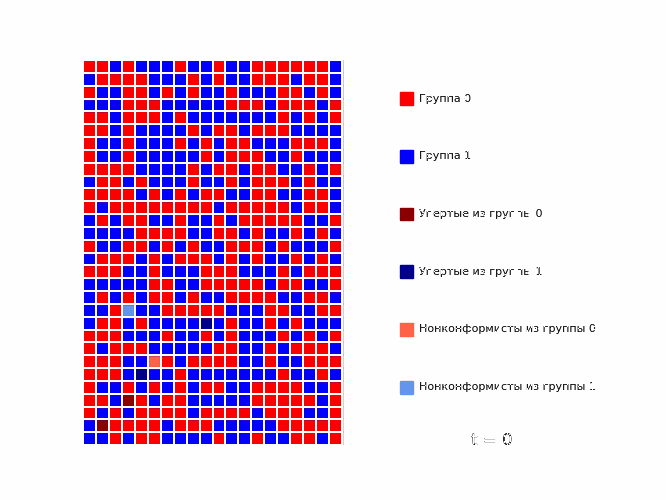 Группа 0
Группа 1
Упертые из группы 0
Упертые из группы 1
Нонконформисты из группы 0
Нонконформисты из группы 1
t = 0